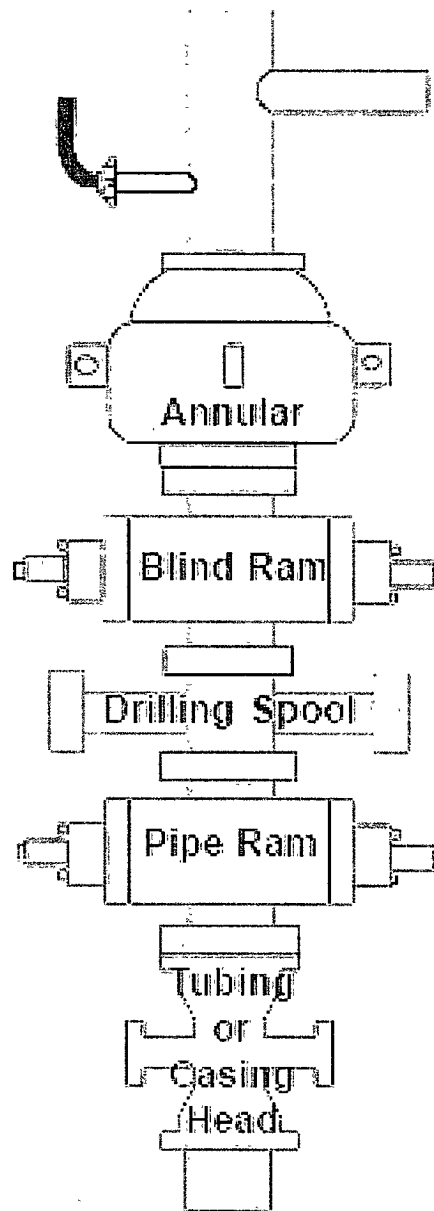 Annular
Blind Ram
Drilling Spool
Pipe Ram
Tubing
or
Casing
Head